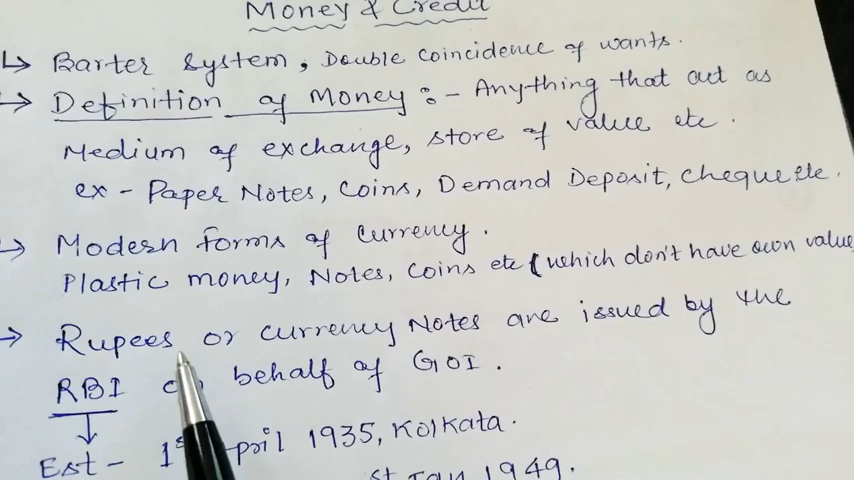 Money & Credit
↳ Barter System, Double Coincidence of wants.
→ Definition of Money :- Anything that act as
Medium of exchange, store of value etc.
ex - Paper Notes, Coins, Demand Deposit, cheque etc.
→ Modern forms of Currency.
Plastic money, Notes, Coins etc (which don't have own value
→ Rupees or currency Notes are issued by the
RBI behalf of GOI.
Est - 1935, Kolkata.
1949.